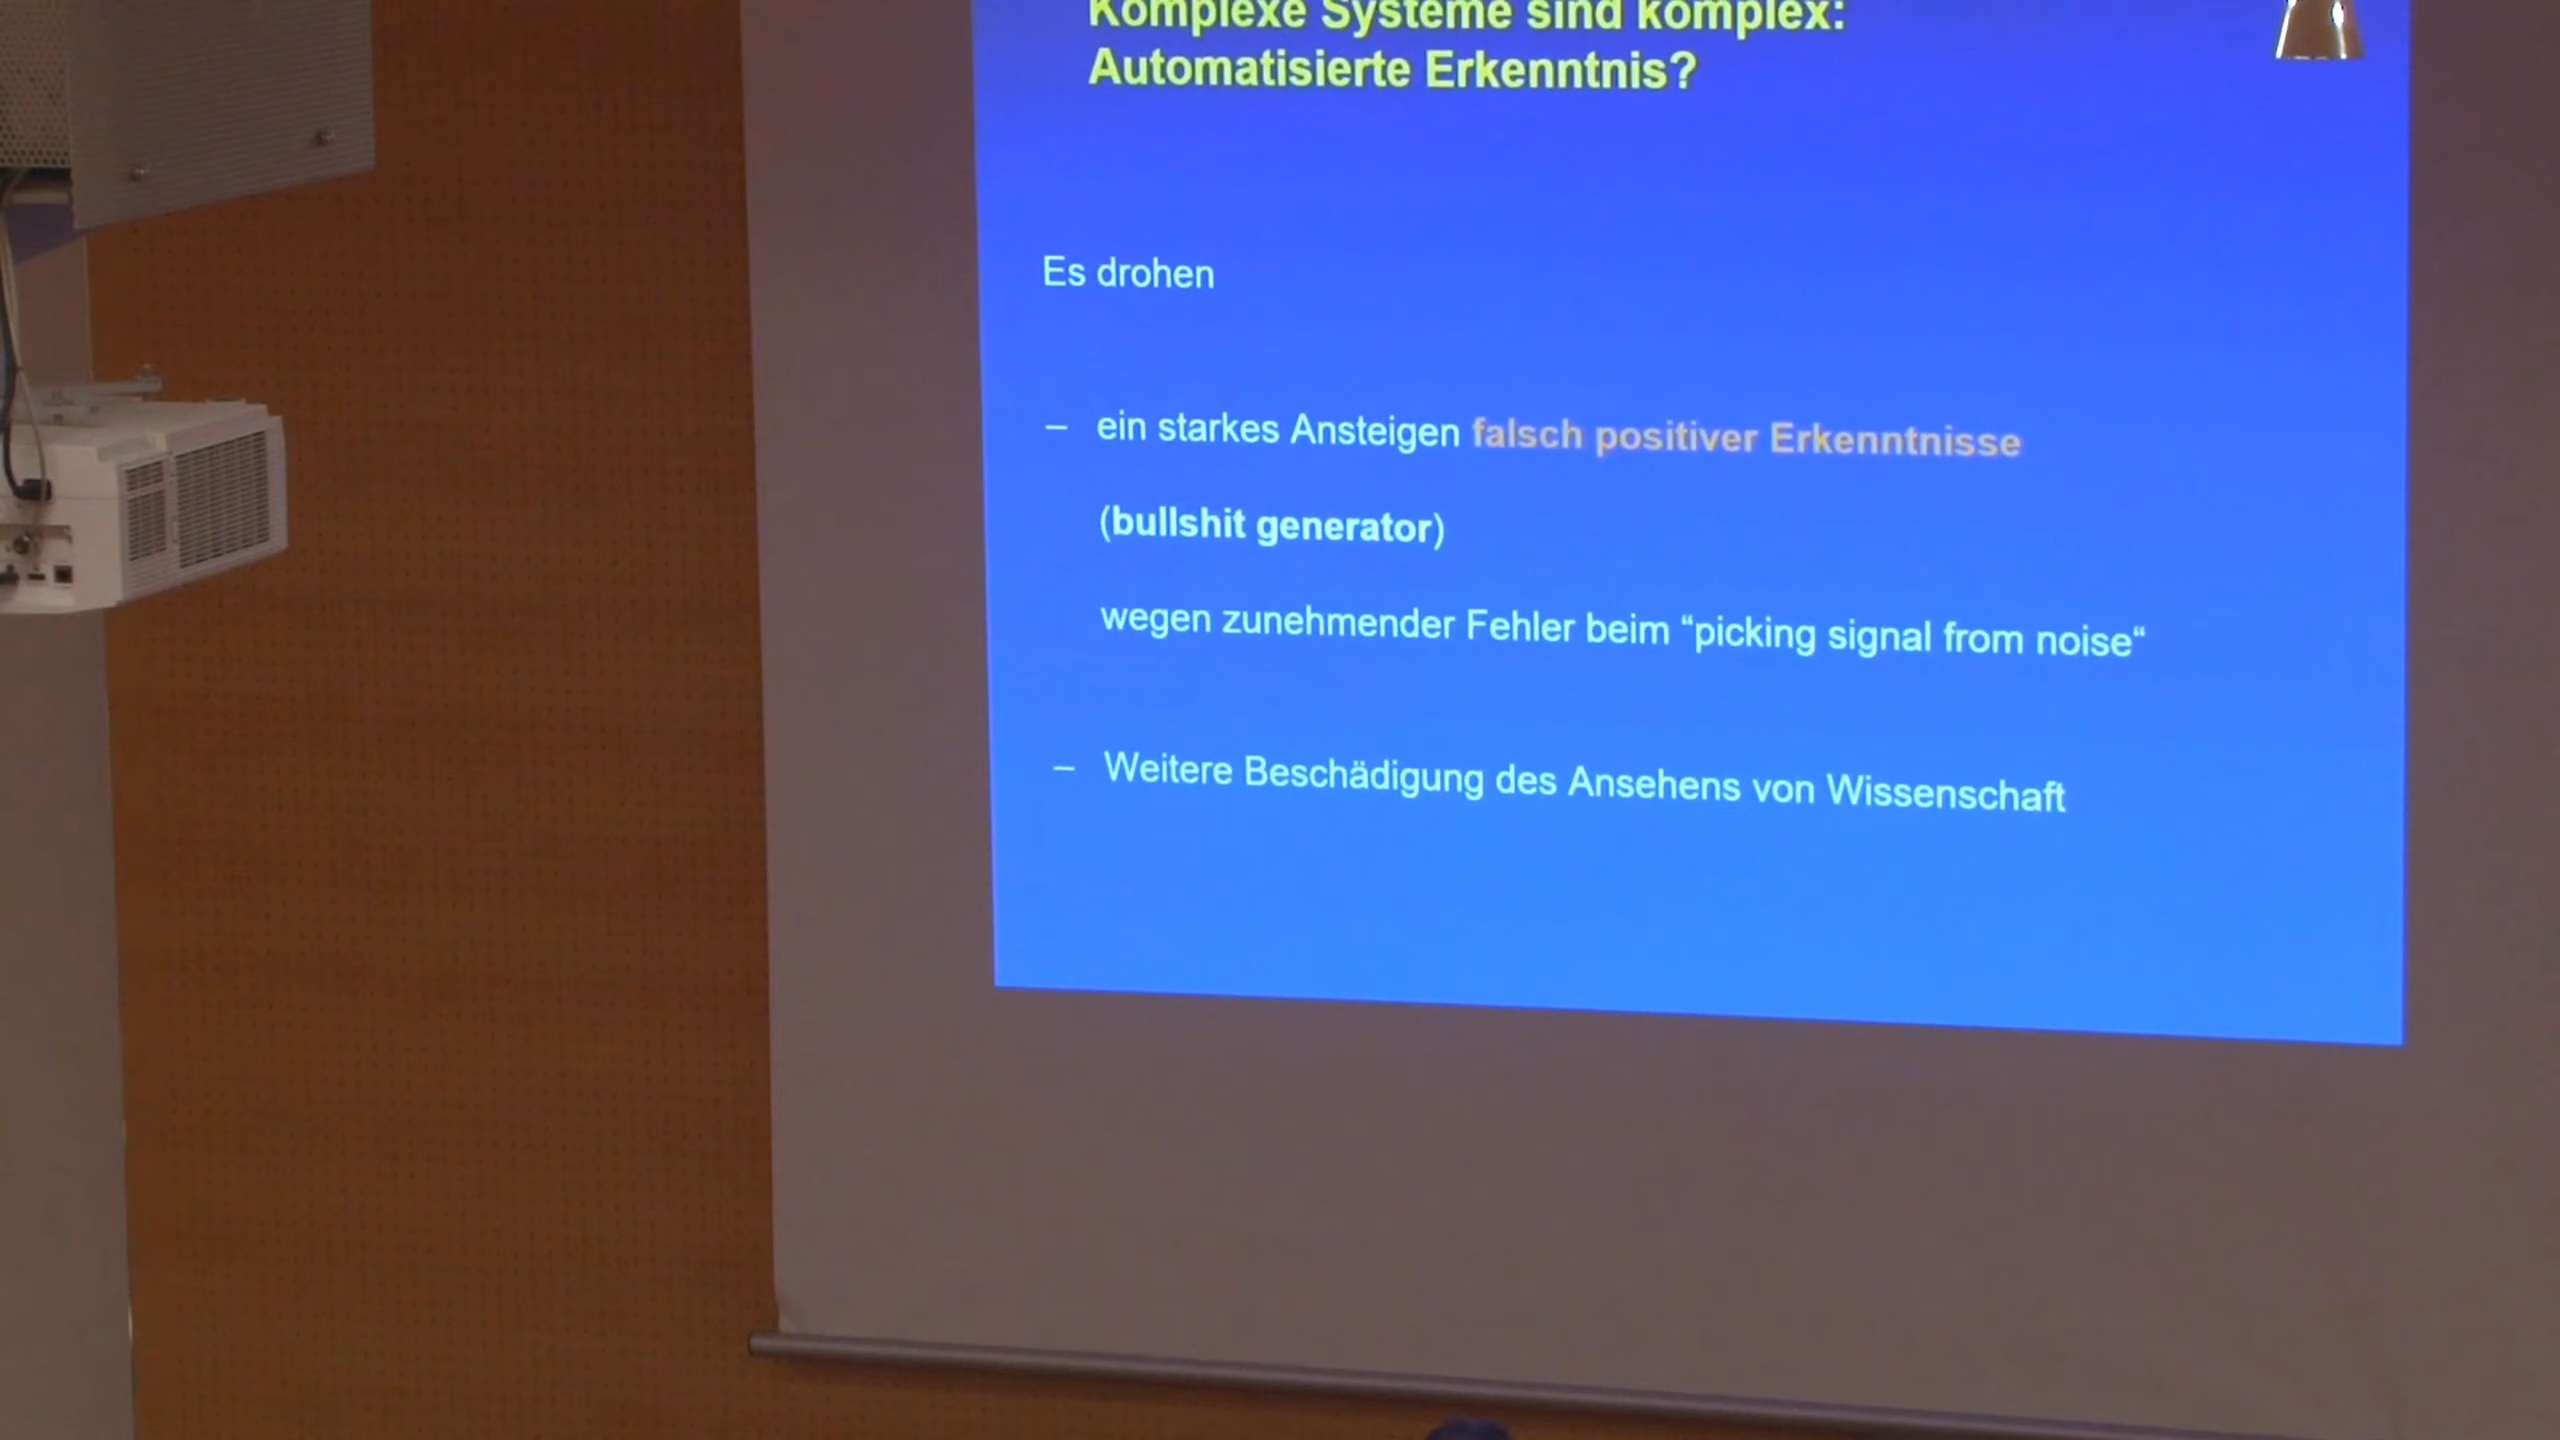 Komplexe Systeme sind komplex:
Automatisierte Erkenntnis?
Es drohen
– ein starkes Ansteigen falsch positiver Erkenntnisse
(bullshit generator)
wegen zunehmender Fehler beim “picking signal from noise“
– Weitere Beschädigung des Ansehens von Wissenschaft